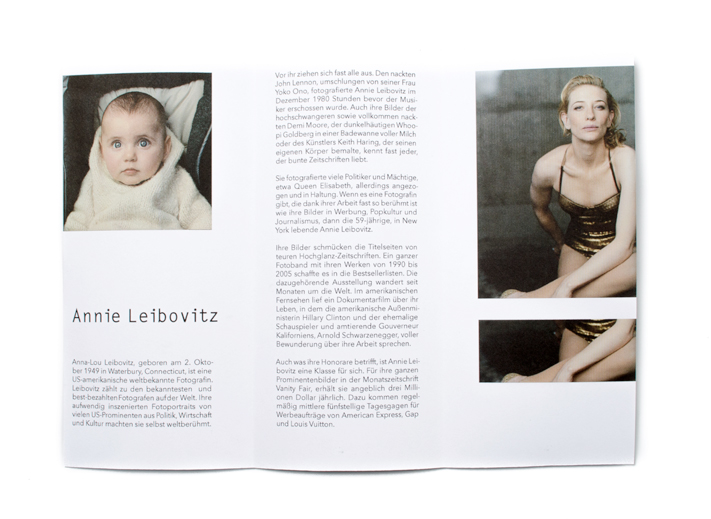 Annie Leibovitz
Anna-Lou Leibovitz, geboren am 2. Okto-
ber 1949 in Waterbury, Connecticut, ist eine
US-amerikanische weltbekannte Fotografin.
Leibovitz zählt zu den bekanntesten und
best-bezahlten Fotografen auf der Welt. Ihre
aufwendig inszenierten Fotoportraits von
vielen US-Prominenten aus Politik, Wirtschaft
und Kultur machten sie selbst weltberühmt.
Vor ihr ziehen sich fast alle aus. Den nackten
John Lennon, umschlungen von seiner Frau
Yoko Ono, fotografierte Annie Leibovitz im
Dezember 1980 Stunden bevor der Musi-
ker erschossen wurde. Auch ihre Bilder der
hochschwangeren sowie vollkommen nack-
ten Demi Moore, der dunkelhäutigen Whoo-
pi Goldberg in einer Badewanne voller Milch
oder des Künstlers Keith Haring, der seinen
eigenen Körper bemalte, kennt fast jeder,
der bunte Zeitschriften liebt.
Sie fotografierte viele Politiker und Mächtige,
etwa Queen Elisabeth, allerdings angezo-
gen und in Haltung. Wenn es eine Fotografin
gibt, die dank ihrer Arbeit fast so berühmt ist
wie ihre Bilder in Werbung, Popkultur und
Journalismus, dann die 59-jährige, in New
York lebende Annie Leibovitz.
Ihre Bilder schmücken die Titelseiten von
teuren Hochglanz-Zeitschriften. Ein ganzer
Fotoband mit ihren Werken von 1990 bis
2005 schaffte es in die Bestsellerlisten. Die
dazugehörende Ausstellung wandert seit
Monaten um die Welt. Im amerikanischen
Fernsehen lief ein Dokumentarfilm über ihr
Leben, in dem die amerikanische Außenmi-
nisterin Hillary Clinton und der ehemalige
Schauspieler und amtierende Gouverneur
Kaliforniens, Arnold Schwarzenegger, voller
Bewunderung über ihre Arbeit sprechen.
Auch was ihre Honorare betrifft, ist Annie Lei-
bovitz eine Klasse für sich. Für ihre ganzen
Prominentenbilder in der Monatszeitschrift
Vanity Fair, erhält sie angeblich drei Milli-
onen Dollar jährlich. Dazu kommen regel-
mäßig mittlere fünfstellige Tagesgagen für
Werbeaufträge von American Express, Gap
und Louis Vuitton.